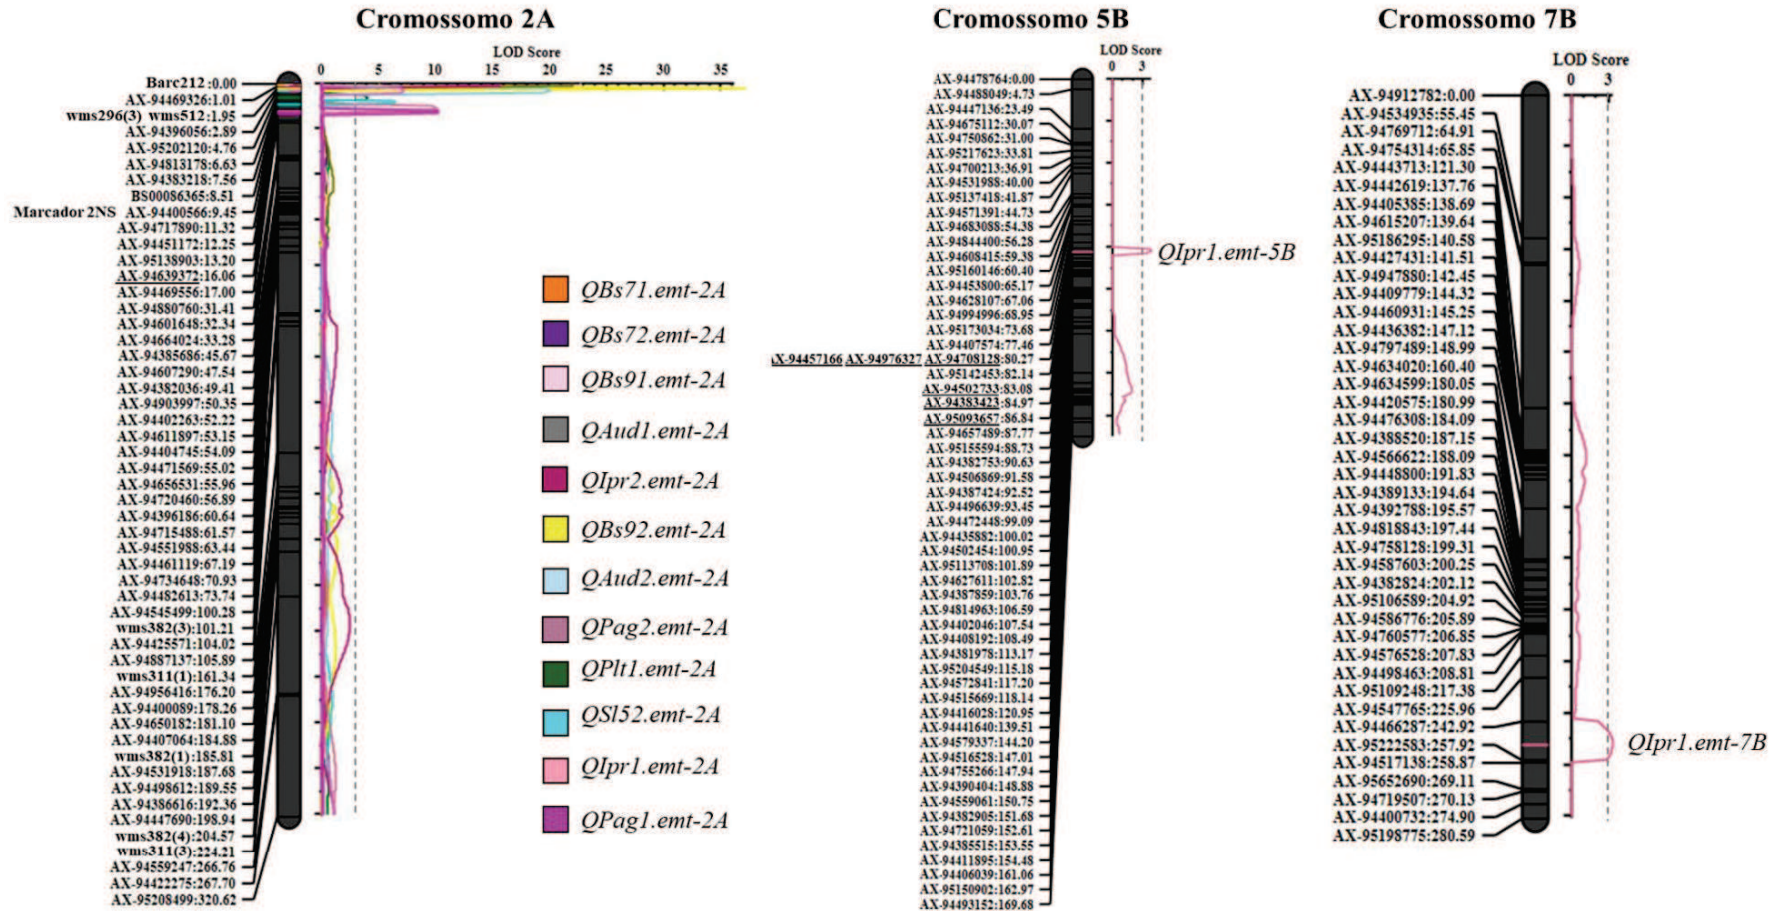 Cromossomo 2A
LOD Score
0 5 10 15 20 25 30 35
Barc212:0.00
AX-94469326:1.01
wms296(3) wms512:1.95
AX-94396056:2.89
AX-95202120:4.76
AX-94813178:6.63
AX-94383218:7.56
BS00086365:8.51
Marcador 2NS AX-94400566:9.45
AX-94717890:11.32
AX-94451172:12.25
AX-95138903:13.20
AX-94639372:16.06
AX-94469556:17.00
AX-94880760:31.41
AX-94601648:32.34
AX-94664024:33.28
AX-94385686:45.67
AX-94607290:47.54
AX-94382036:49.41
AX-94903997:50.35
AX-94402263:52.22
AX-94611897:53.15
AX-94404745:54.09
AX-94471569:55.02
AX-94656531:55.96
AX-94720460:56.89
AX-94396186:60.64
AX-94715488:61.57
AX-94551988:63.44
AX-94461119:67.19
AX-94734648:70.93
AX-94482613:73.74
AX-94545499:100.28
wms382(3):101.21
AX-94425571:104.02
AX-94887137:105.89
wms311(1):161.34
AX-94956416:176.20
AX-94400089:178.26
AX-94650182:181.10
AX-94407064:184.88
wms382(1):185.81
AX-94531918:187.68
AX-94498612:189.55
AX-94386616:192.36
AX-94447690:198.94
wms382(4):204.57
wms311(3):224.21
AX-94559247:266.76
AX-94422275:267.70
AX-95208499:320.62
QBs71.emt-2A
QBs72.emt-2A
QBs91.emt-2A
QAud1.emt-2A
QIpr2.emt-2A
QBs92.emt-2A
QAud2.emt-2A
QPag2.emt-2A
QPlt1.emt-2A
QSl52.emt-2A
QIpr1.emt-2A
QPag1.emt-2A
Cromossomo 5B
LOD Score
0 3
AX-94478764:0.00
AX-94488049:4.73
AX-94447136:23.49
AX-94675112:30.07
AX-94750862:31.00
AX-95217623:33.81
AX-94700213:36.91
AX-94531988:40.00
AX-95137418:41.87
AX-94571391:44.73
AX-94683088:54.38
AX-94844400:56.28
AX-94608415:59.38
AX-95160146:60.40
AX-94453800:65.17
AX-94628107:67.06
AX-94994996:68.95
AX-95173034:73.68
AX-94407574:77.46
AX-94457166 AX-94976327 AX-94708128:80.27
AX-95142453:82.14
AX-94502733:83.08
AX-94383423:84.97
AX-95093657:86.84
AX-94657489:87.77
AX-95155594:88.73
AX-94382753:90.63
AX-94506869:91.58
AX-94387424:92.52
AX-94496639:93.45
AX-94472448:99.09
AX-94435882:100.02
AX-94502454:100.95
AX-95113708:101.89
AX-94627611:102.82
AX-94387859:103.76
AX-94814963:106.59
AX-94402046:107.54
AX-94408192:108.49
AX-94381978:113.17
AX-95204549:115.18
AX-94572841:117.20
AX-94515669:118.14
AX-94416028:120.95
AX-94441640:139.51
AX-94579337:144.20
AX-94516528:147.01
AX-94755266:147.94
AX-94390404:148.88
AX-94559061:150.75
AX-94382905:151.68
AX-94721059:152.61
AX-94385515:153.55
AX-94411895:154.48
AX-94406039:161.06
AX-95150902:162.97
AX-94493152:169.68
QIpr1.emt-5B
Cromossomo 7B
LOD Score
0 3
AX-94912782:0.00
AX-94534935:55.45
AX-94769712:64.91
AX-94754314:65.85
AX-94443713:121.30
AX-94442619:137.76
AX-94405385:138.69
AX-94615207:139.64
AX-95186295:140.58
AX-94427431:141.51
AX-94947880:142.45
AX-94409779:144.32
AX-94460931:145.25
AX-94436382:147.12
AX-94797489:148.99
AX-94634020:160.40
AX-94634599:180.05
AX-94420575:180.99
AX-94476308:184.09
AX-94388520:187.15
AX-94566622:188.09
AX-94448800:191.83
AX-94389133:194.64
AX-94392788:195.57
AX-94818843:197.44
AX-94758128:199.31
AX-94587603:200.25
AX-94382824:202.12
AX-95106589:204.92
AX-94586776:205.89
AX-94760577:206.85
AX-94576528:207.83
AX-94498463:208.81
AX-95109248:217.38
AX-94547765:225.96
AX-94466287:242.92
AX-95222583:257.92
AX-94517138:258.87
AX-95652690:269.11
AX-94719507:270.13
AX-94400732:274.90
AX-95198775:280.59
QIpr1.emt-7B